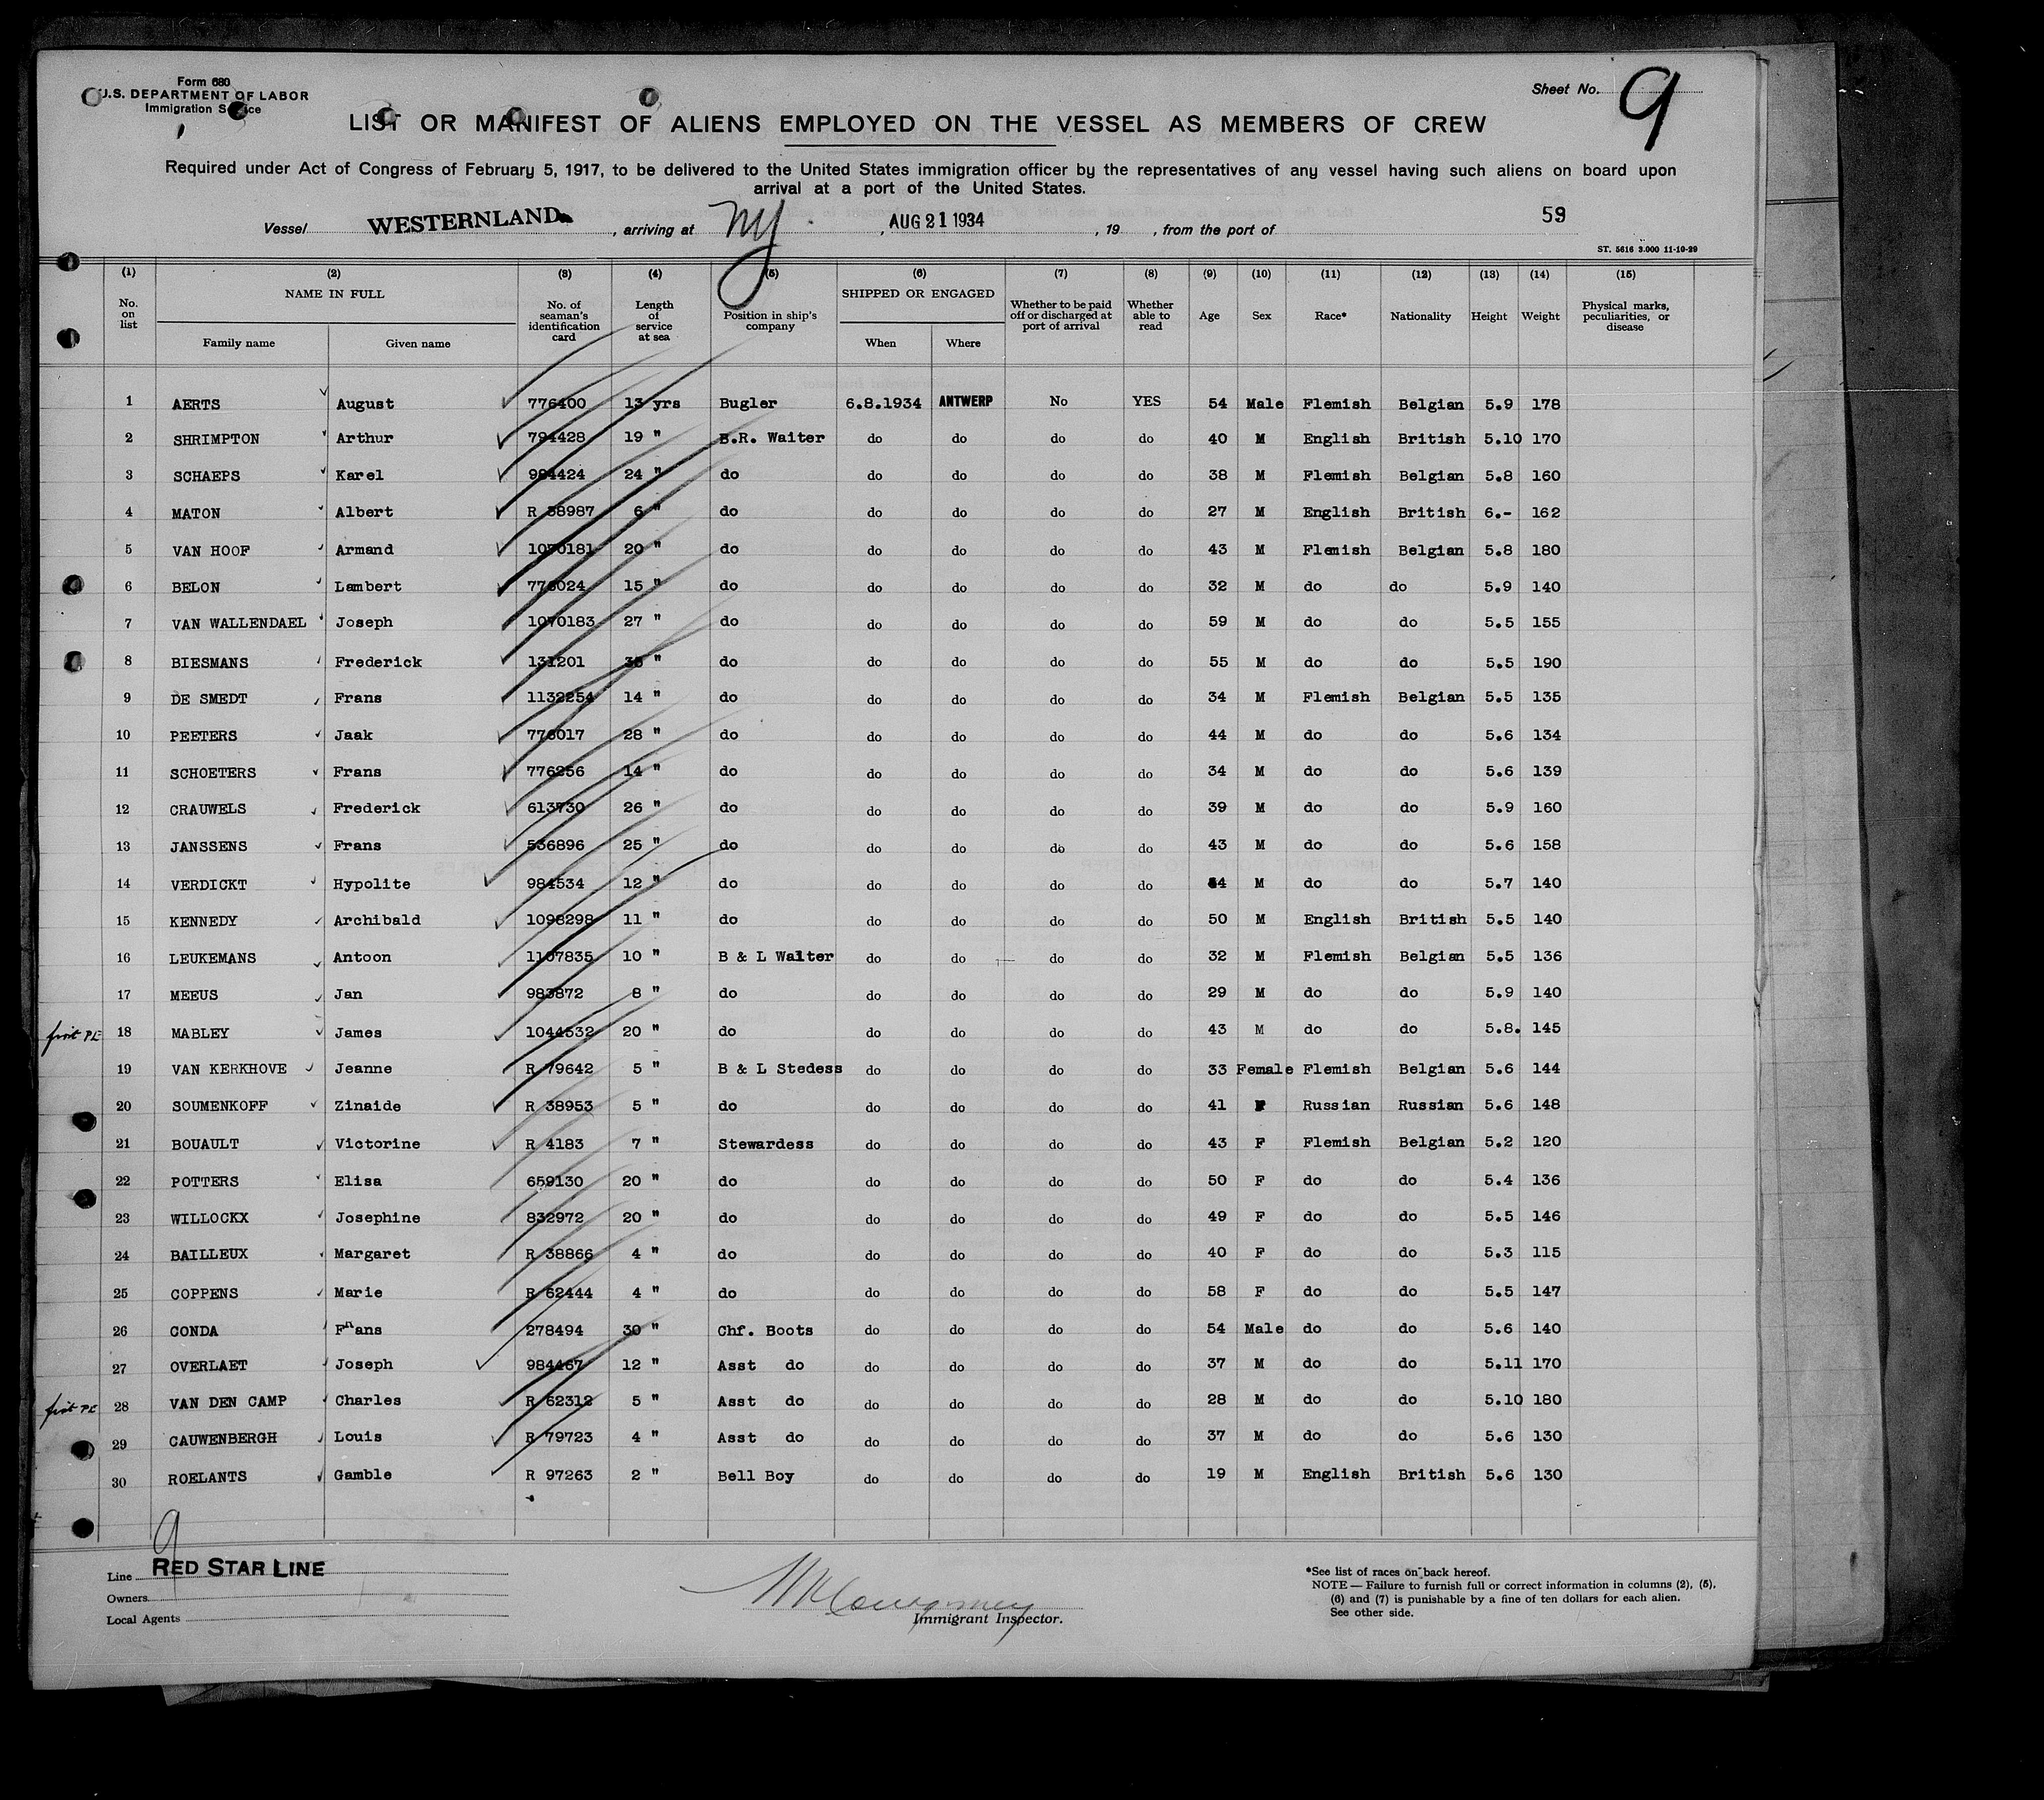 Form 680
U.S. DEPARTMENT OF LABOR
Immigration Service
Sheet No. 9
LIST OR MANIFEST OF ALIENS EMPLOYED ON THE VESSEL AS MEMBERS OF CREW
Required under Act of Congress of February 5, 1917, to be delivered to the United States immigration officer by the representatives of any vessel having such aliens on board upon
arrival at a port of the United States.
Vessel WESTERNLAND, arriving at NY, AUG 21 1934, 19 , from the port of 59
ST. 5616 3.000 11-10-29
(1) (2) (3) (4) (5) (6) (7) (8) (9) (10) (11) (12) (13) (14) (15)
No. on list NAME IN FULL Family name Given name No. of seaman's identification card Length of service at sea Position in ship's company SHIPPED OR ENGAGED When Where Whether to be paid off or discharged at port of arrival Whether able to read Age Sex Race* Nationality Height Weight Physical marks, peculiarities, or disease
1 AERTS August 776400 13 yrs Bugler 6.8.1934 ANTWERP No YES 54 Male Flemish Belgian 5.9 178
2 SHRIMPTON Arthur 794428 19 " B.R. Waiter do do do do 40 M English British 5.10 170
3 SCHAEPS Karel 984424 24 " do do do do do 38 M Flemish Belgian 5.8 160
4 MATON Albert R 38987 6 " do do do do do 27 M English British 6.- 162
5 VAN HOOF Armand 1070181 20 " do do do do do 43 M Flemish Belgian 5.8 180
6 BELON Lambert 776024 15 " do do do do do 32 M do do 5.9 140
7 VAN WALLENDAEL Joseph 1070183 27 " do do do do do 59 M do do 5.5 155
8 BIESMANS Frederick 131201 " do do do do do 55 M do do 5.5 190
9 DE SMEDT Frans 1132254 14 " do do do do do 34 M Flemish Belgian 5.5 135
10 PEETERS Jaak 776017 28 " do do do do do 44 M do do 5.6 134
11 SCHOETERS Frans 776256 14 " do do do do do 34 M do do 5.6 139
12 CRAUWELS Frederick 613730 26 " do do do do do 39 M do do 5.9 160
13 JANSSENS Frans 536896 25 " do do do do do 43 M do do 5.6 158
14 VERDICKT Hypolite 984534 12 " do do do do do M do do 5.7 140
15 KENNEDY Archibald 1098298 11 " do do do do do 50 M English British 5.5 140
16 LEUKEMANS Antoon 1107835 10 " B & L Waiter do do do do 32 M Flemish Belgian 5.5 136
17 MEEUS Jan 983872 8 " do do do do do 29 M do do 5.9 140
18 MABLEY James 1044532 20 " do do do do do 43 M do do 5.8. 145
19 VAN KERKHOVE Jeanne R 79642 5 " B & L Stedess do do do do 33 Female Flemish Belgian 5.6 144
20 SOUMENKOFF Zinaide R 38953 5 " do do do do do 41 F Russian Russian 5.6 148
21 BOUAULT Victorine R 4183 7 " Stewardess do do do do 43 F Flemish Belgian 5.2 120
22 POTTERS Elisa 659130 20 " do do do do do 50 F do do 5.4 136
23 WILLOCKX Josephine 832972 20 " do do do do do 49 F do do 5.5 146
24 BAILLEUX Margaret R 38866 4 " do do do do do 40 F do do 5.3 115
25 COPPENS Marie R 62444 4 " do do do do do 58 F do do 5.5 147
26 CONDA Frans 278494 30 " Chf. Boots do do do do 54 Male do do 5.6 140
27 OVERLAET Joseph 984467 12 " Asst do do do do do 37 M do do 5.11 170
28 VAN DEN CAMP Charles R 62312 5 " Asst do do do do do 28 M do do 5.10 180
29 CAUWENBERGH Louis R 79723 4 " Asst do do do do do 37 M do do 5.6 130
30 ROELANTS Gamble R 97263 2 " Bell Boy do do do do 19 M English British 5.6 130
9
Line RED STAR LINE
Owners
Local Agents
Immigrant Inspector.
*See list of races on back hereof.
NOTE — Failure to furnish full or correct information in columns (2), (5),
(6) and (7) is punishable by a fine of ten dollars for each alien.
See other side.